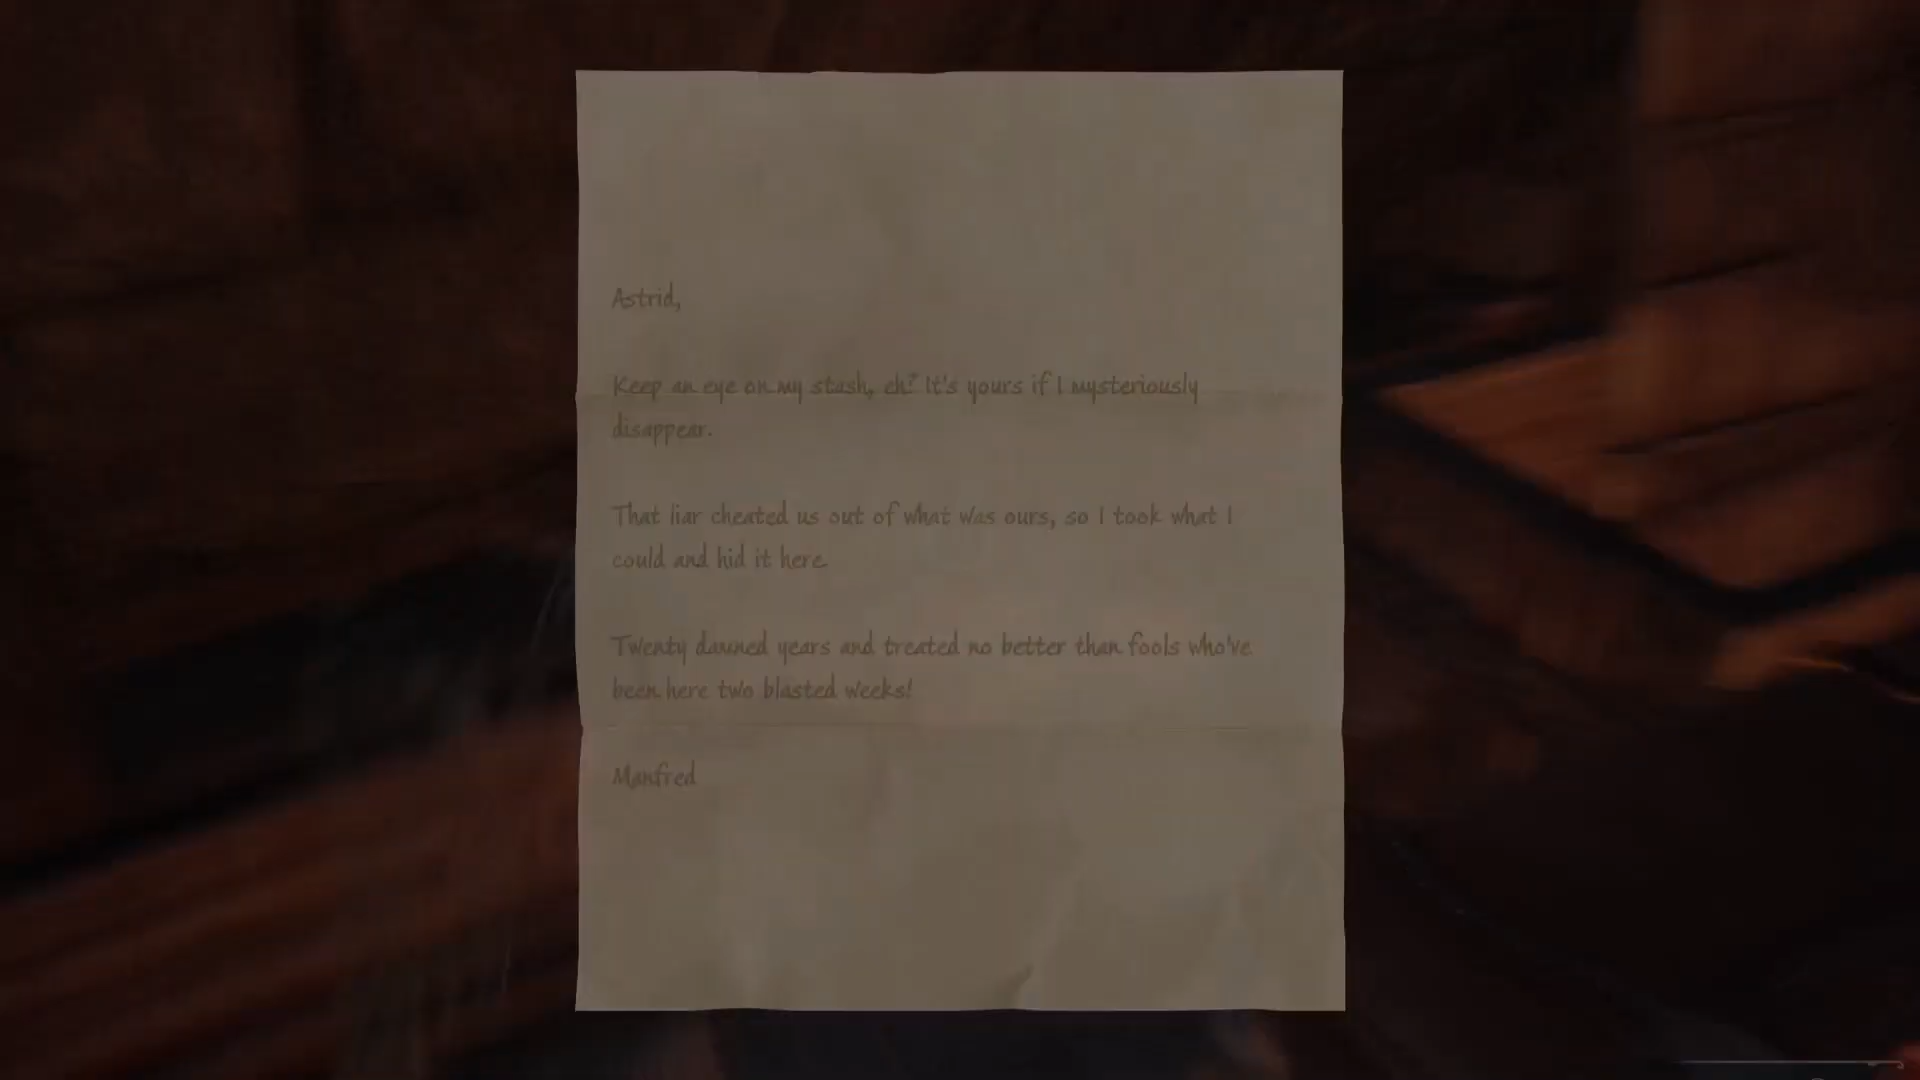 Astrid,
Keep an eye on my stash, eh? It's yours if I mysteriously
disappear.
That liar cheated us out of what was ours, so I took what I
could and hid it here.
Twenty damned years and treated no better than fools who've
been here two blasted weeks!
Manfred